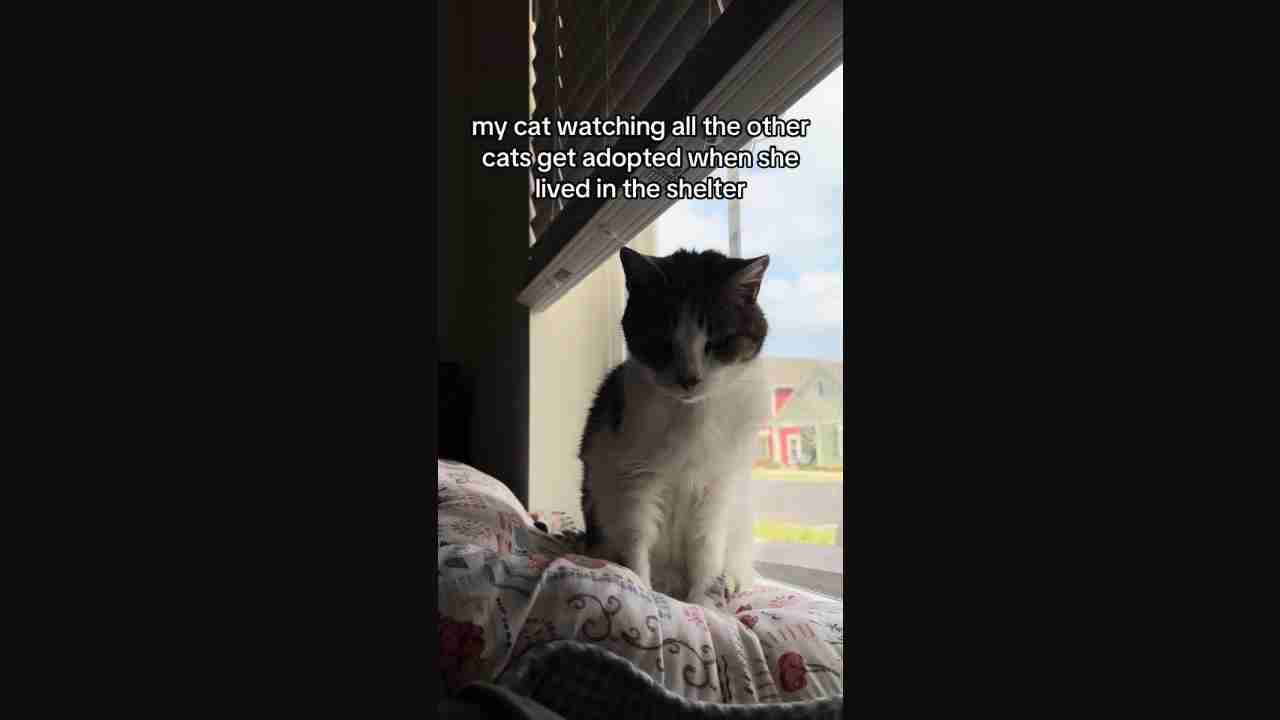 my cat watching all the other
cats get adopted when she
lived in the shelter